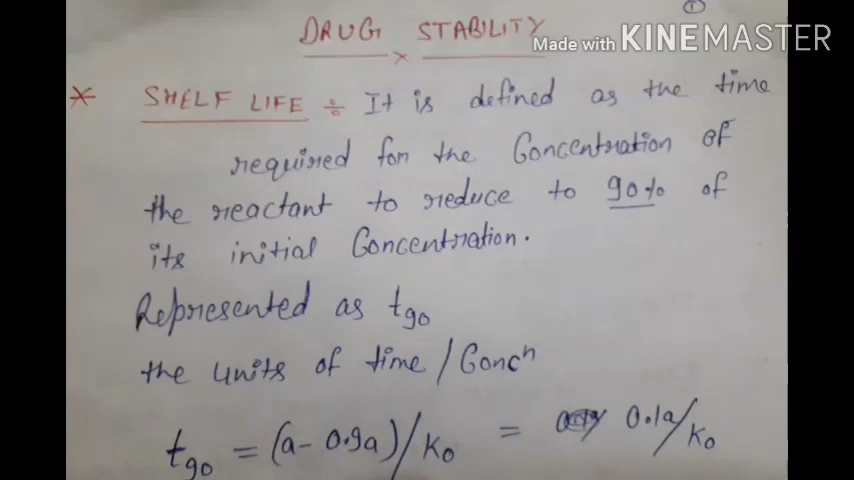 1
DRUG STABILITY
Made with KINEMASTER
* SHELF LIFE ÷ It is defined as the time
required for the Concentration of
the reactant to reduce to 90% of
its initial Concentration.
Represented as t90
the units of time / Concn
t90 = (a - 0.9a)/K0 = 0.1a/K0